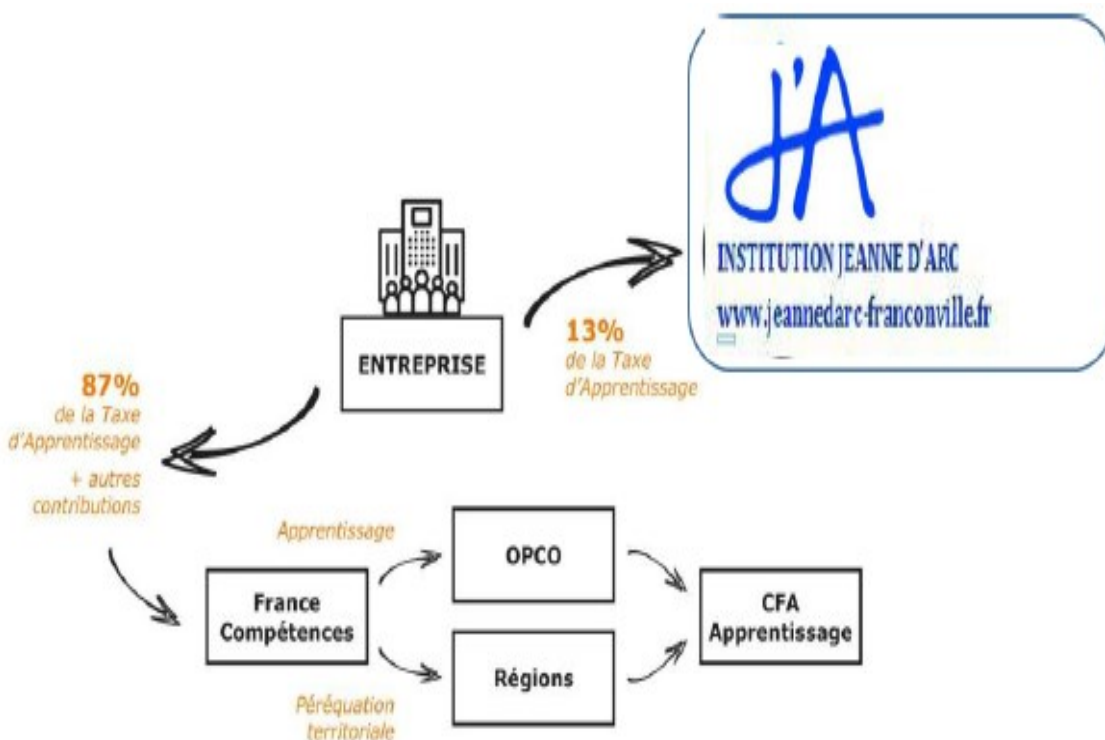 J'A
INSTITUTION JEANNE D'ARC
www.jeannedarc-franconville.fr
ENTREPRISE
13%
de la Taxe
d'Apprentissage
87%
de la Taxe
d'Apprentissage
+ autres
contributions
Apprentissage
OPCO
France
Compétences
CFA
Apprentissage
Régions
Péréquation
territoriale